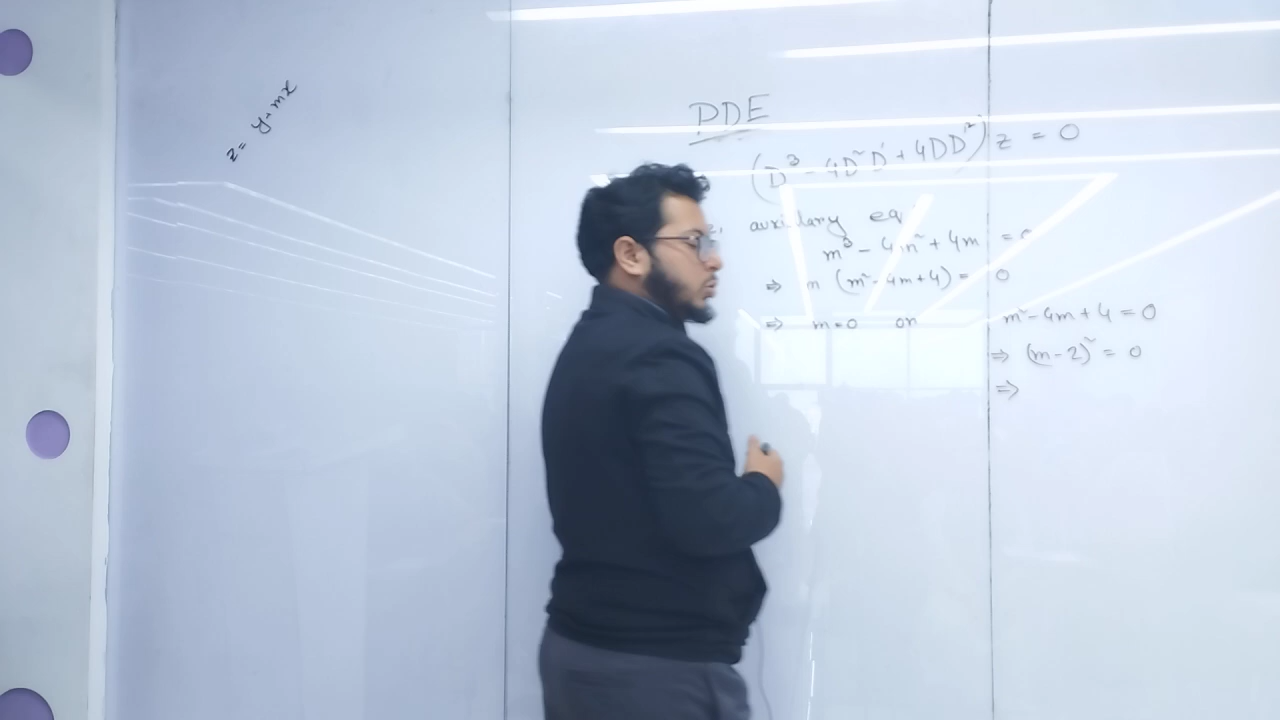 z = y+mx
PDE
(D³ - 4D²D' + 4DD'²) z = 0
auxiliary eq
m³ - 4m² + 4m = 0
⇒ m (m² - 4m + 4) = 0
⇒ m = 0 or m² - 4m + 4 = 0
⇒ (m - 2)² = 0
⇒